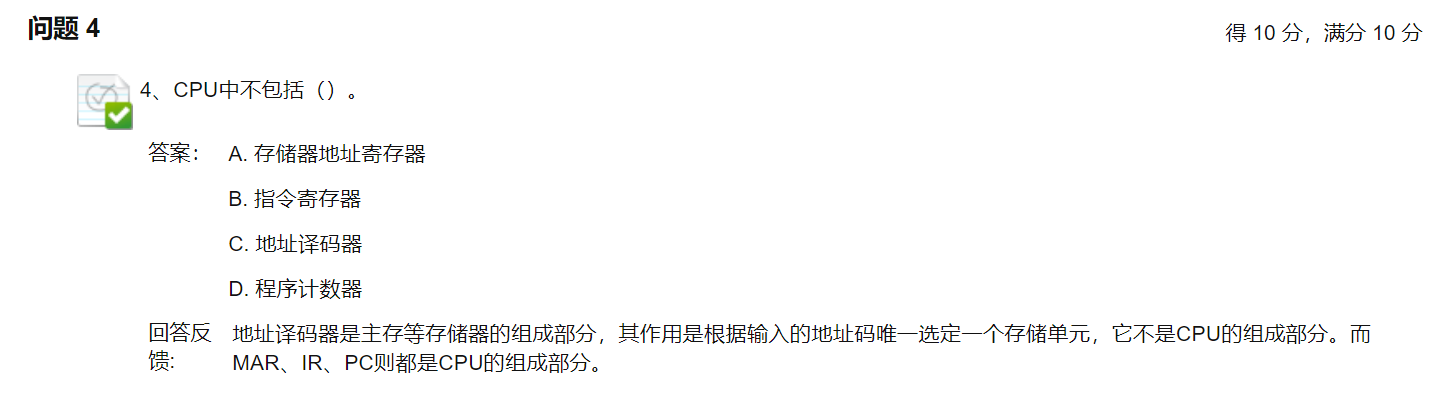 问题 4
得 10 分，满分 10 分
4、CPU中不包括（）。
答案： A. 存储器地址寄存器
B. 指令寄存器
C. 地址译码器
D. 程序计数器
回答反馈: 地址译码器是主存等存储器的组成部分，其作用是根据输入的地址码唯一选定一个存储单元，它不是CPU的组成部分。而
MAR、IR、PC则都是CPU的组成部分。